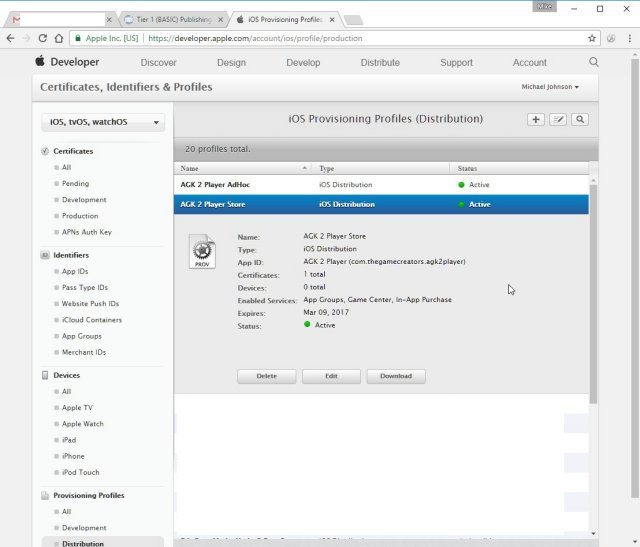 Mike
Tier 1 (BASIC) Publishing
iOS Provisioning Profiles
Apple Inc. [US] https://developer.apple.com/account/ios/profile/production
Developer Discover Design Develop Distribute Support Account
Certificates, Identifiers & Profiles Michael Johnson
iOS, tvOS, watchOS
iOS Provisioning Profiles (Distribution)
20 profiles total.
Name Type Status
AGK 2 Player AdHoc iOS Distribution Active
AGK 2 Player Store iOS Distribution Active
PROV
Name: AGK 2 Player Store
Type: iOS Distribution
App ID: AGK 2 Player (com.thegamecreators.agk2player)
Certificates: 1 total
Devices: 0 total
Enabled Services: App Groups, Game Center, In-App Purchase
Expires: Mar 09, 2017
Status: Active
Delete Edit Download
Certificates
All
Pending
Development
Production
APNs Auth Key
Identifiers
App IDs
Pass Type IDs
Website Push IDs
iCloud Containers
App Groups
Merchant IDs
Devices
All
Apple TV
Apple Watch
iPad
iPhone
iPod Touch
Provisioning Profiles
All
Development
Distribution